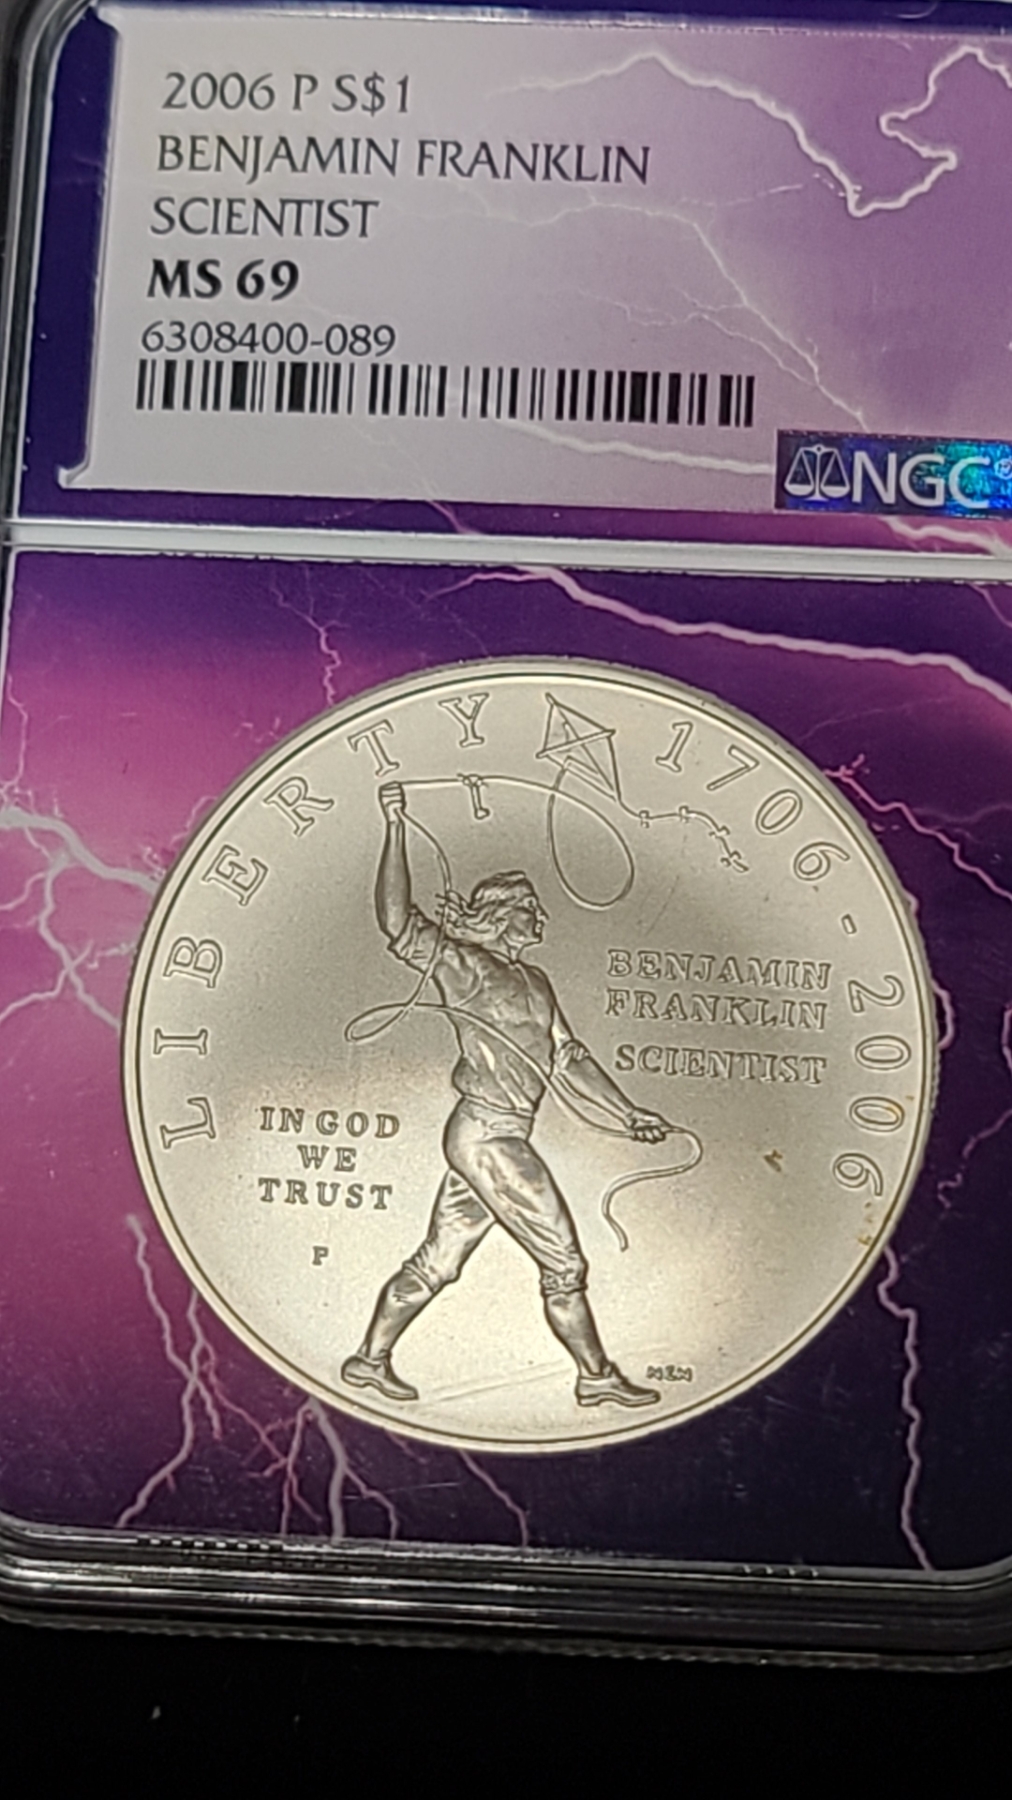 2006 P S$1
BENJAMIN FRANKLIN
SCIENTIST
MS 69
6308400-089
NGC®
LIBERTY 1706-2006
BENJAMIN
FRANKLIN
SCIENTIST
IN GOD
WE
TRUST
P